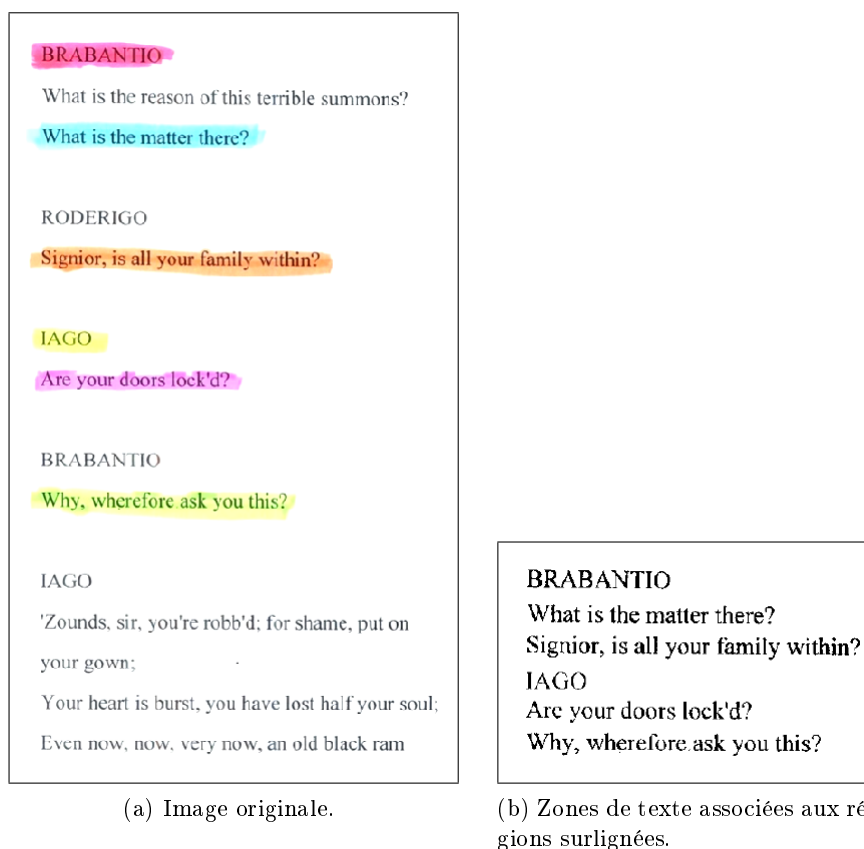 BRABANTIO
What is the reason of this terrible summons?
What is the matter there?
RODERIGO
Signior, is all your family within?
IAGO
Are your doors lock'd?
BRABANTIO
Why, wherefore ask you this?
IAGO
'Zounds, sir, you're robb'd; for shame, put on
your gown;
Your heart is burst, you have lost half your soul;
Even now, now, very now, an old black ram
(a) Image originale.
BRABANTIO
What is the matter there?
Signior, is all your family within?
IAGO
Are your doors lock'd?
Why, wherefore ask you this?
(b) Zones de texte associées aux ré-
gions surlignées.